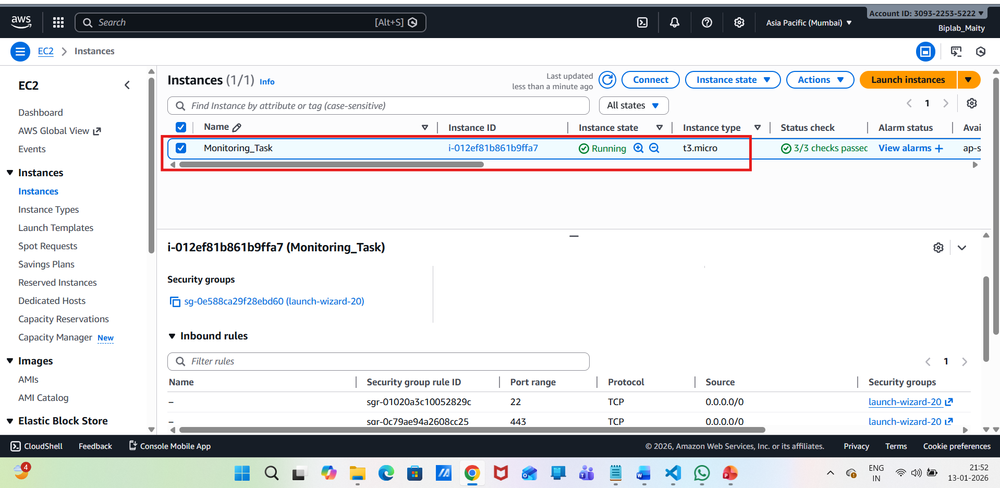 aws
Search [Alt+S]
Asia Pacific (Mumbai)
Account ID: 3093-2253-5222
Biplab_Maity
EC2 Instances
EC2
Dashboard
AWS Global View
Events
Instances
Instances
Instance Types
Launch Templates
Spot Requests
Savings Plans
Reserved Instances
Dedicated Hosts
Capacity Reservations
Capacity Manager New
Images
AMIs
AMI Catalog
Elastic Block Store
Instances (1/1) Info
Last updated
less than a minute ago
Connect Instance state Actions Launch instances
Find Instance by attribute or tag (case-sensitive) All states 1
Name Instance ID Instance state Instance type Status check Alarm status Avai
Monitoring_Task i-012ef81b861b9ffa7 Running t3.micro 3/3 checks passed View alarms + ap-s
i-012ef81b861b9ffa7 (Monitoring_Task)
Security groups
sg-0e588ca29f28ebd60 (launch-wizard-20)
Inbound rules
Filter rules 1
Name Security group rule ID Port range Protocol Source Security groups
– sgr-01020a3c10052829c 22 TCP 0.0.0.0/0 launch-wizard-20
– sgr-0c79ae94a2608cc25 443 TCP 0.0.0.0/0 launch-wizard-20
CloudShell Feedback Console Mobile App © 2026, Amazon Web Services, Inc. or its affiliates. Privacy Terms Cookie preferences
4
ENG
IN
21:52
13-01-2026